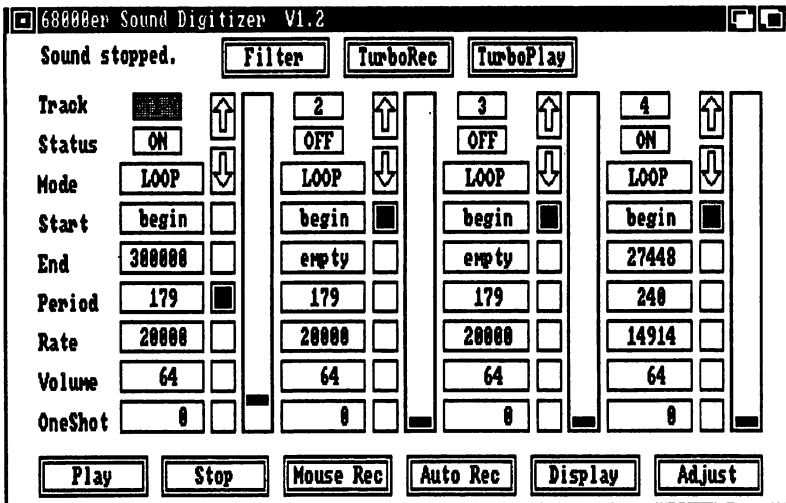 68000er Sound Digitizer V1.2
Sound stopped. Filter TurboRec TurboPlay
Track 2 3 4
Status ON OFF OFF ON
Mode LOOP LOOP LOOP LOOP
Start begin begin begin begin
End 300000 empty empty 27448
Period 179 179 179 240
Rate 20000 20000 20000 14914
Volume 64 64 64 64
OneShot 0 0 0 0
Play Stop Mouse Rec Auto Rec Display Adjust